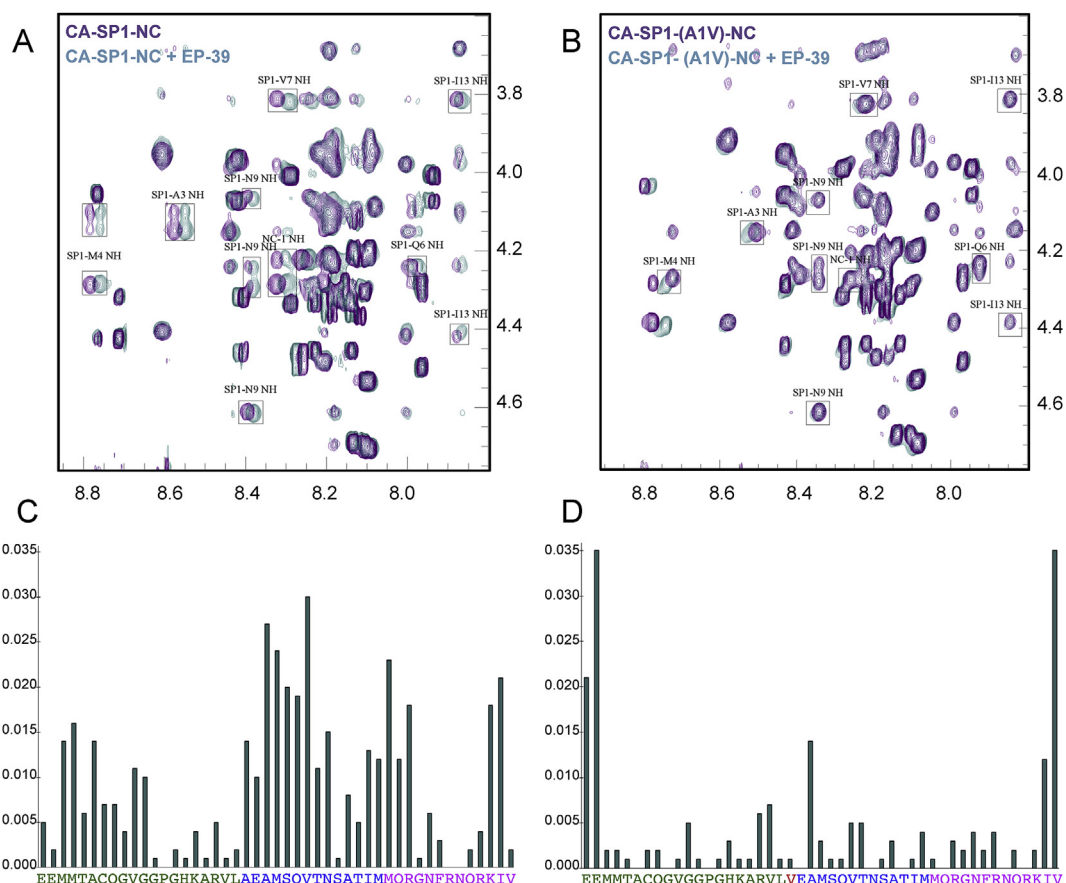 A
CA-SP1-NC
CA-SP1-NC + EP-39
SP1-V7 NH
SP1-I13 NH
SP1-N9 NH
SP1-A3 NH
NC-1 NH
SP1-N9 NH
SP1-Q6 NH
SP1-M4 NH
SP1-I13 NH
SP1-N9 NH
3.8
4.0
4.2
4.4
4.6
8.8 8.6 8.4 8.2 8.0
B
CA-SP1-(A1V)-NC
CA-SP1- (A1V)-NC + EP-39
SP1-V7 NH
SP1-I13 NH
SP1-N9 NH
SP1-A3 NH
SP1-N9 NH
SP1-Q6 NH
NC-1 NH
SP1-M4 NH
SP1-I13 NH
SP1-N9 NH
3.8
4.0
4.2
4.4
4.6
8.8 8.6 8.4 8.2 8.0
C
0.035
0.030
0.025
0.020
0.015
0.010
0.005
0.000
EEMMTACQGVGGPGHKARVLAEAMSQVTNSATIMMQRGNFRNQRKIV
D
0.035
0.030
0.025
0.020
0.015
0.010
0.005
0.000
EEMMTACQGVGGPGHKARVLVEAMSQVTNSATIMMQRGNFRNQRKIV